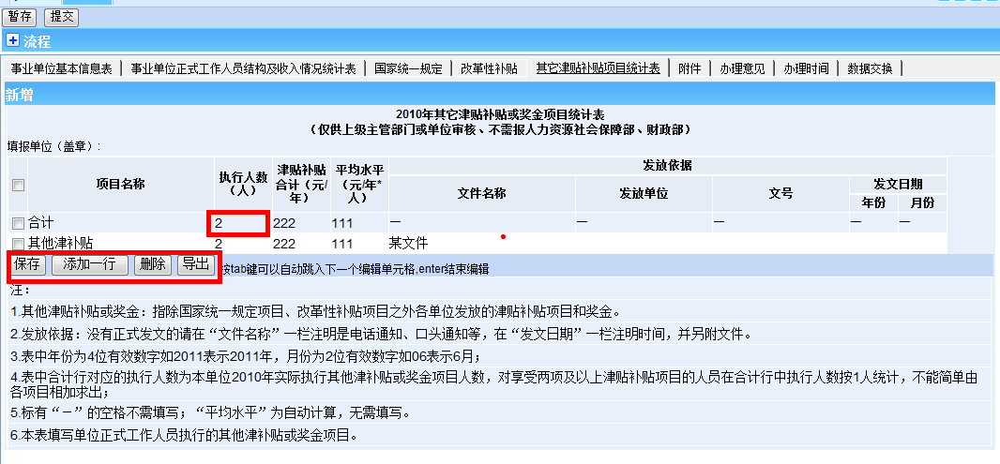 暂存 提交
流程
事业单位基本信息表 | 事业单位正式工作人员结构及收入情况统计表 | 国家统一规定 | 改革性补贴 | 其它津贴补贴项目统计表 | 附件 | 办理意见 | 办理时间 | 数据交换 |
新增
2010年其它津贴补贴或奖金项目统计表
（仅供上级主管部门或单位审核、不需报人力资源社会保障部、财政部）
填报单位（盖章）:
项目名称 执行人数（人） 津贴补贴合计（元/年） 平均水平（元/年*人） 发放依据
文件名称 发放单位 文号 发文日期
年份 月份
合计 2 222 111 － － － － －
其他津补贴 2 222 111 某文件
保存 添加一行 删除 导出 按tab键可以自动跳入下一个编辑单元格,enter结束编辑
注：
1.其他津贴补贴或奖金：指除国家统一规定项目、改革性补贴项目之外各单位发放的津贴补贴项目和奖金。
2.发放依据：没有正式发文的请在“文件名称”一栏注明是电话通知、口头通知等，在“发文日期”一栏注明时间，并另附文件。
3.表中年份为4位有效数字如2011表示2011年，月份为2位有效数字如06表示6月；
4.表中合计行对应的执行人数为本单位2010年实际执行其他津补贴或奖金项目人数，对享受两项及以上津贴补贴项目的人员在合计行中执行人数按1人统计，不能简单由
各项目相加求出；
5.标有“－”的空格不需填写；“平均水平”为自动计算，无需填写。
6.本表填写单位正式工作人员执行的其他津补贴或奖金项目。